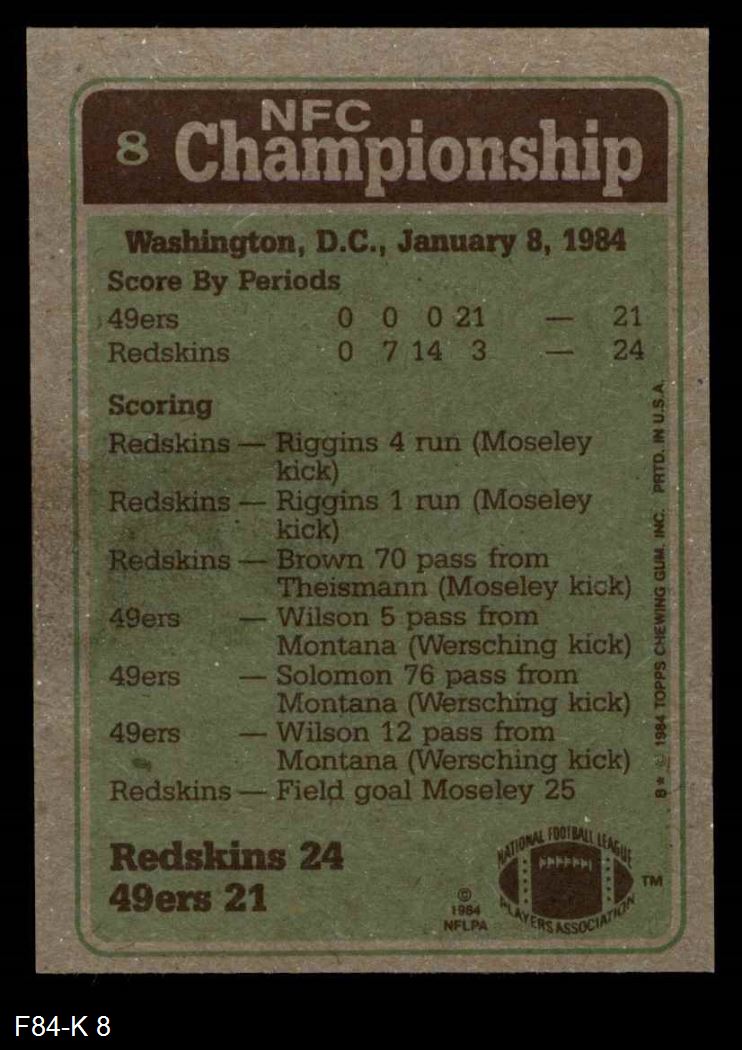 NFC
8 Championship
Washington, D.C., January 8, 1984
Score By Periods
49ers 0 0 0 21 — 21
Redskins 0 7 14 3 — 24
Scoring
Redskins — Riggins 4 run (Moseley
kick)
Redskins — Riggins 1 run (Moseley
kick)
Redskins — Brown 70 pass from
Theismann (Moseley kick)
49ers — Wilson 5 pass from
Montana (Wersching kick)
49ers — Solomon 76 pass from
Montana (Wersching kick)
49ers — Wilson 12 pass from
Montana (Wersching kick)
Redskins — Field goal Moseley 25
8* © 1984 TOPPS CHEWING GUM, INC. PRTD. IN U.S.A.
Redskins 24
49ers 21
NATIONAL FOOTBALL LEAGUE
PLAYERS ASSOCIATION
TM
©
1984
NFLPA
F84-K 8